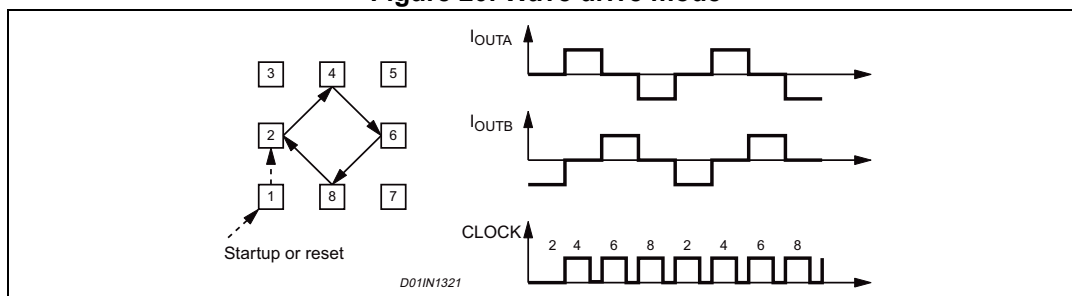 Figure 20. Wave drive mode
I_OUTA
3 4 5
2 6
I_OUTB
1 8 7
CLOCK
2 4 6 8 2 4 6 8
Startup or reset
D01IN1321